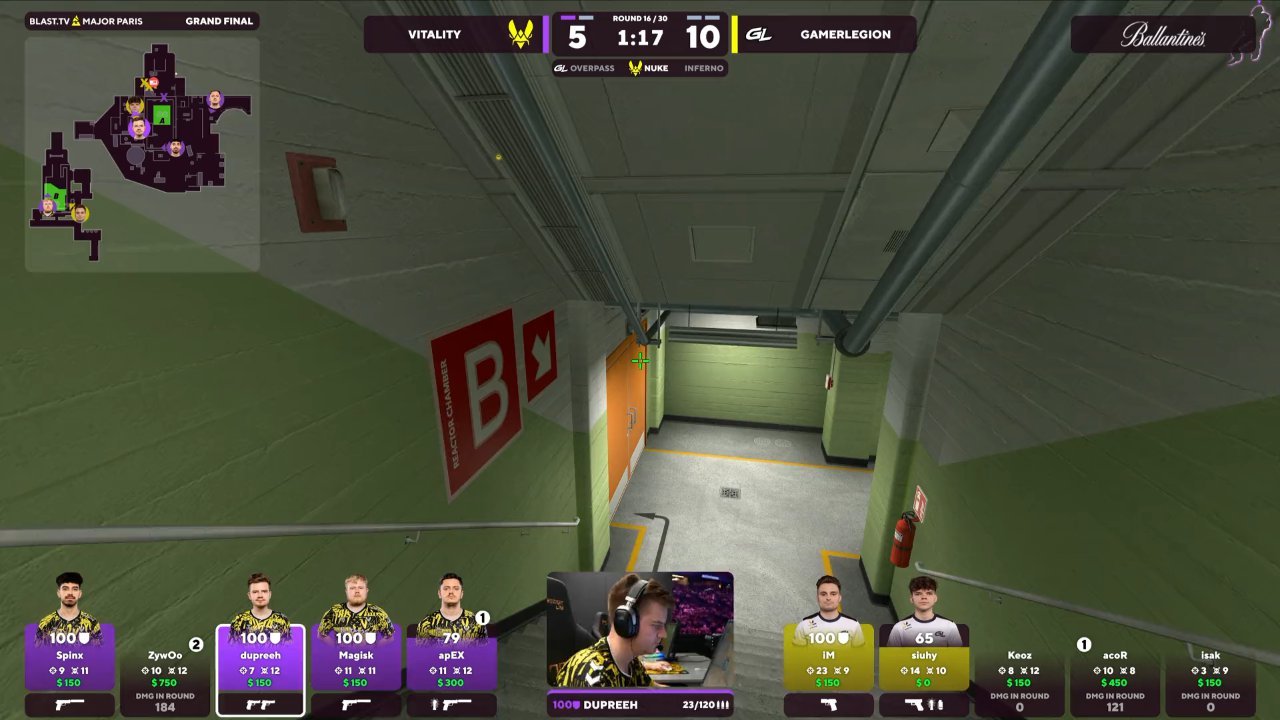 BLAST.TV MAJOR PARIS GRAND FINAL
VITALITY
5
ROUND 16 / 30
1:17
10
GL
GAMERLEGION
Ballantine's
GL OVERPASS NUKE INFERNO
B
REACTOR CHAMBER
100 100 100 79 100 65
1
2
1
Spinx ZywOo dupreeh Magisk apEX iM siuhy Keoz acoR isak
9 11 10 12 7 12 11 11 11 12 23 9 14 10 8 12 10 8 3 9
$150 $750 $150 $150 $300 $150 $0 $150 $450 $150
DMG IN ROUND DMG IN ROUND DMG IN ROUND DMG IN ROUND
184 0 121 0
100 DUPREEH 23/120